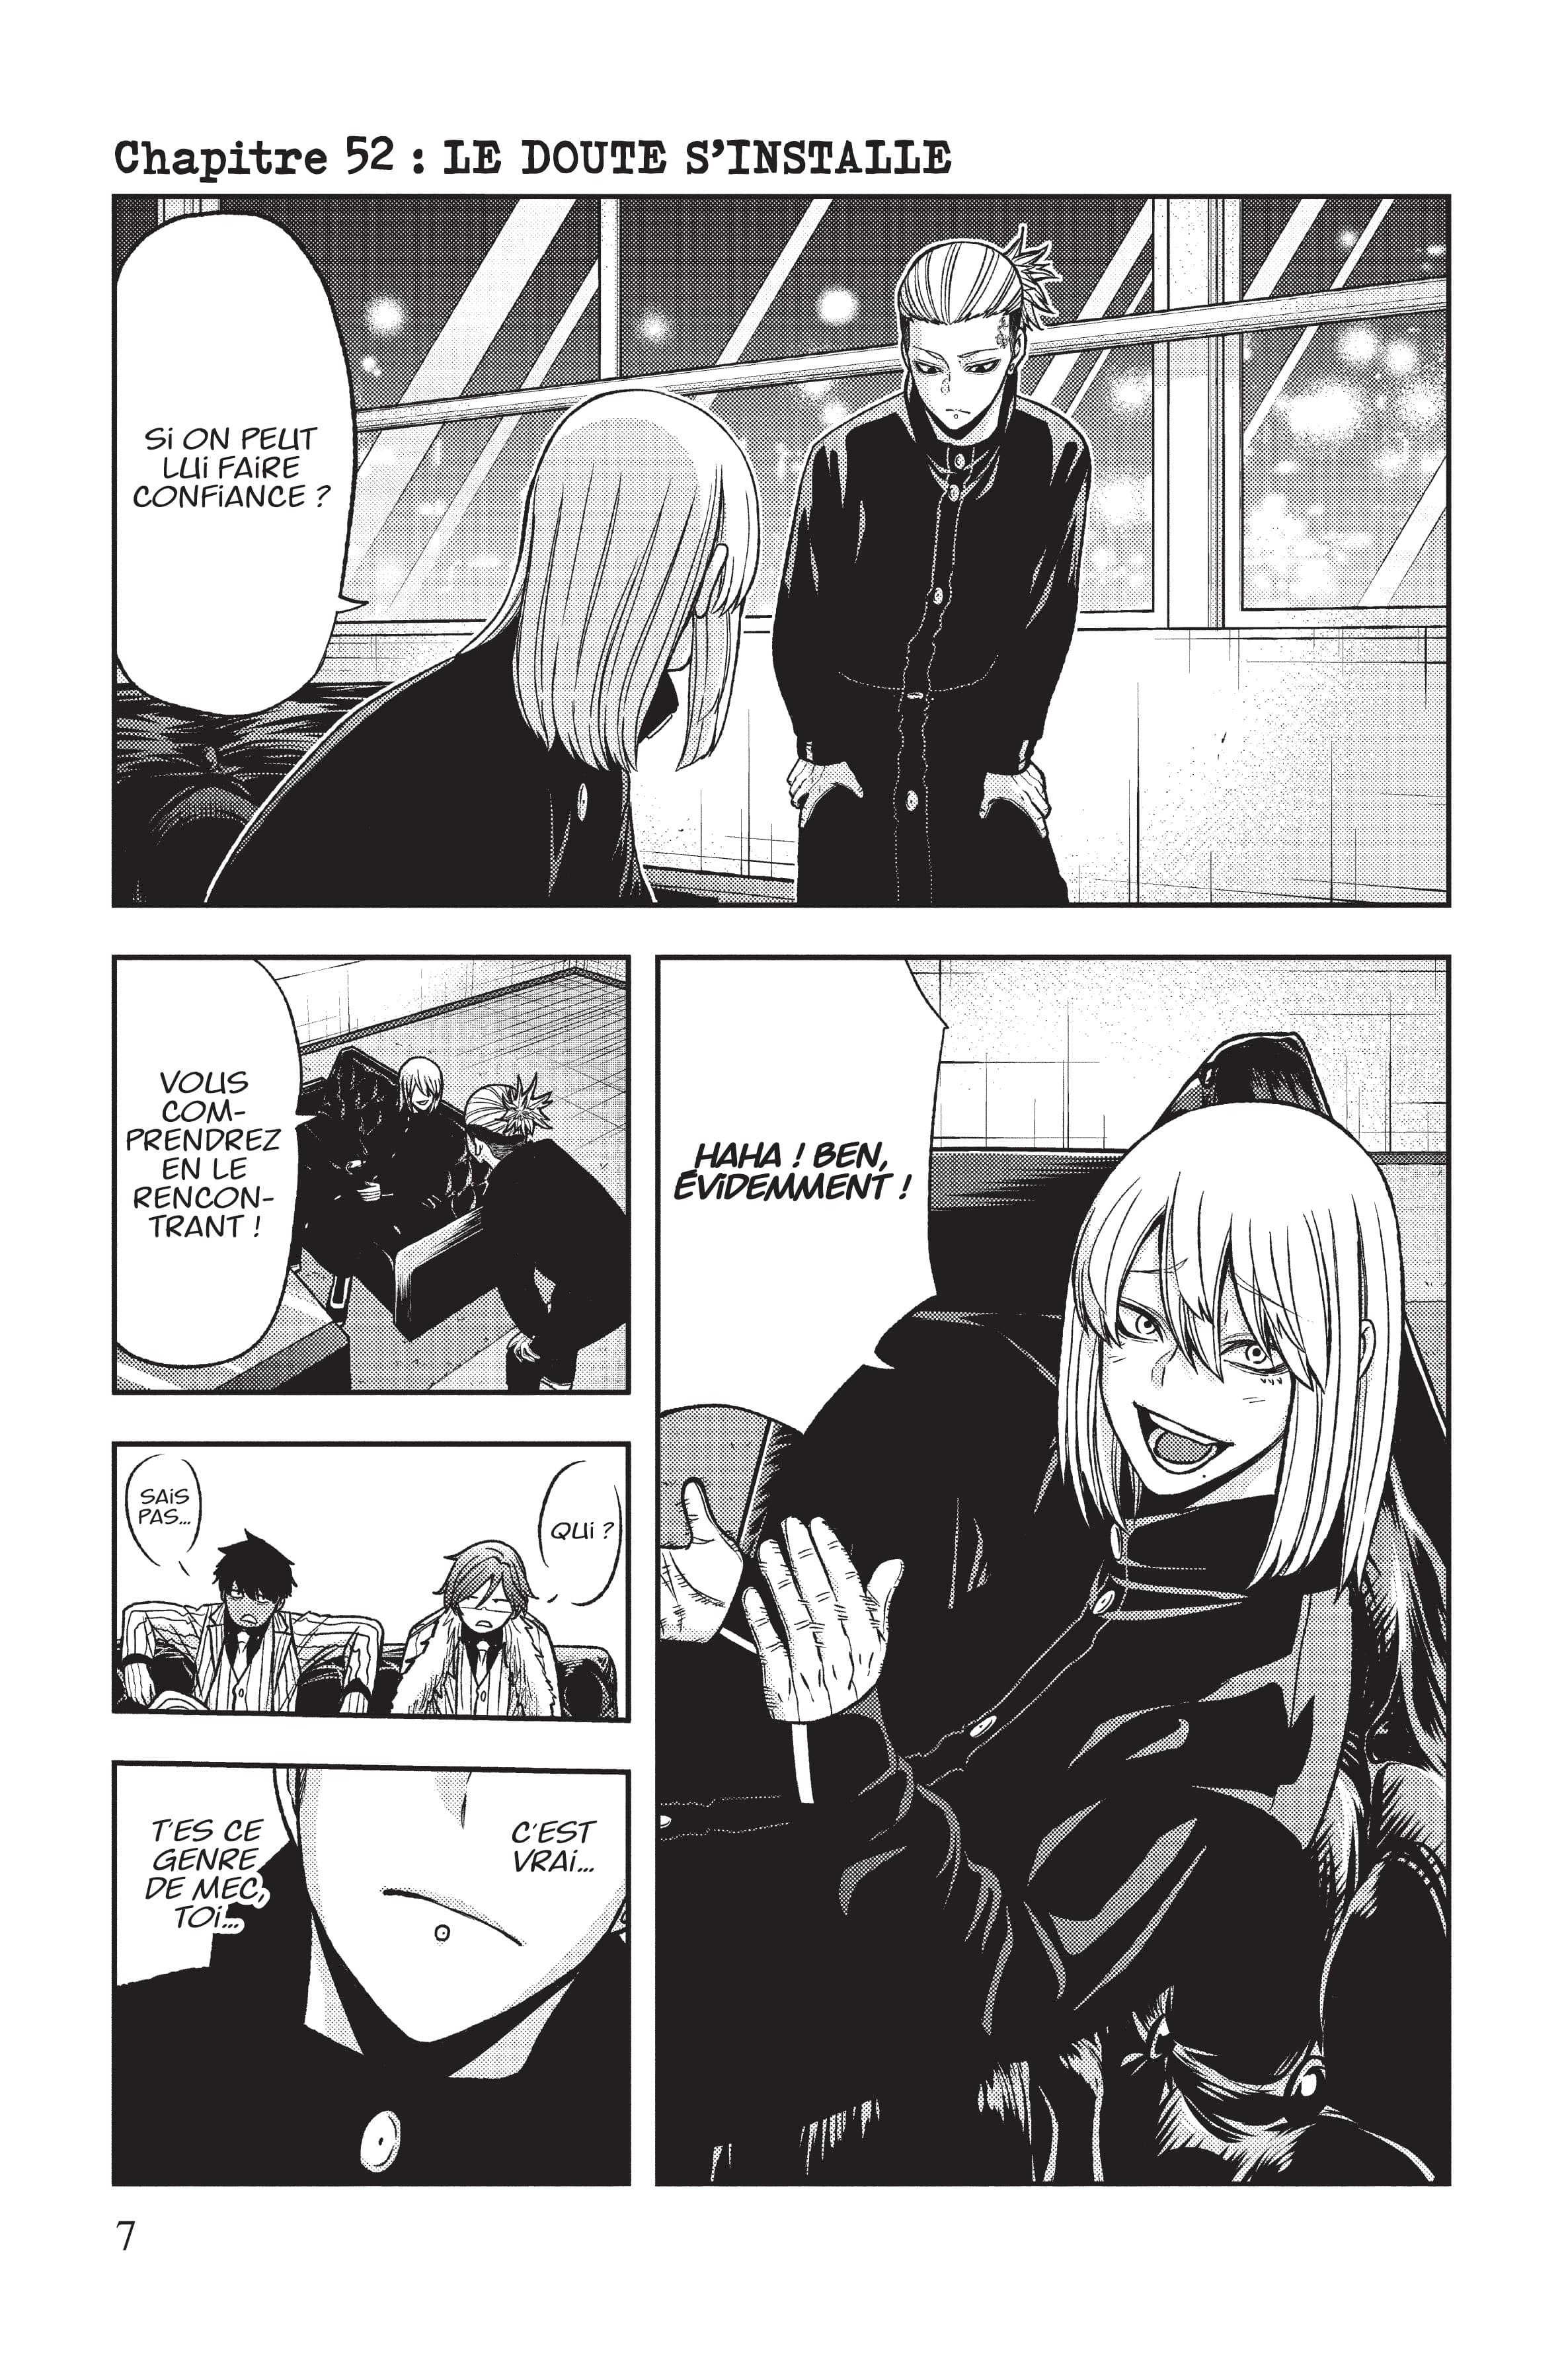 Chapitre 52 : LE DOUTE S'INSTALLE
SI ON PEUT
LUI FAIRE
CONFIANCE ?
HAHA ! BEN,
ÉVIDEMMENT !
VOUS
COM-
PRENDREZ
EN LE
RENCON-
TRANT !
QUI ?
SAIS
PAS...
C'EST
VRAI...
T'ES CE
GENRE
DE MEC,
TOI...
7